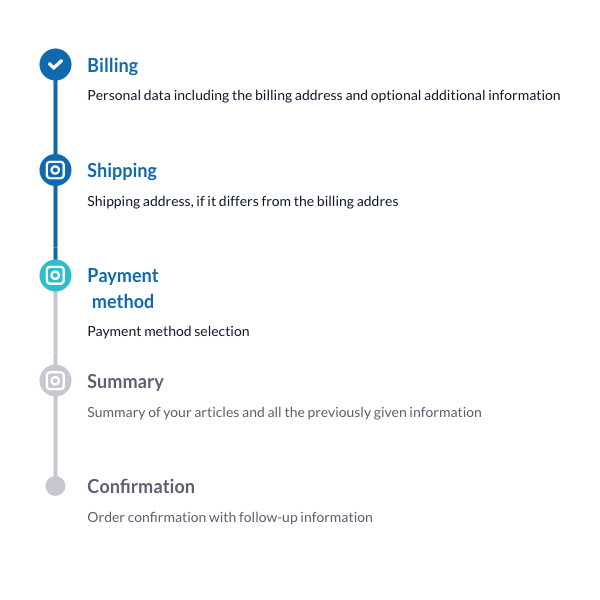 Billing
Personal data including the billing address and optional additional information
Shipping
Shipping address, if it differs from the billing addres
Payment
method
Payment method selection
Summary
Summary of your articles and all the previously given information
Confirmation
Order confirmation with follow-up information